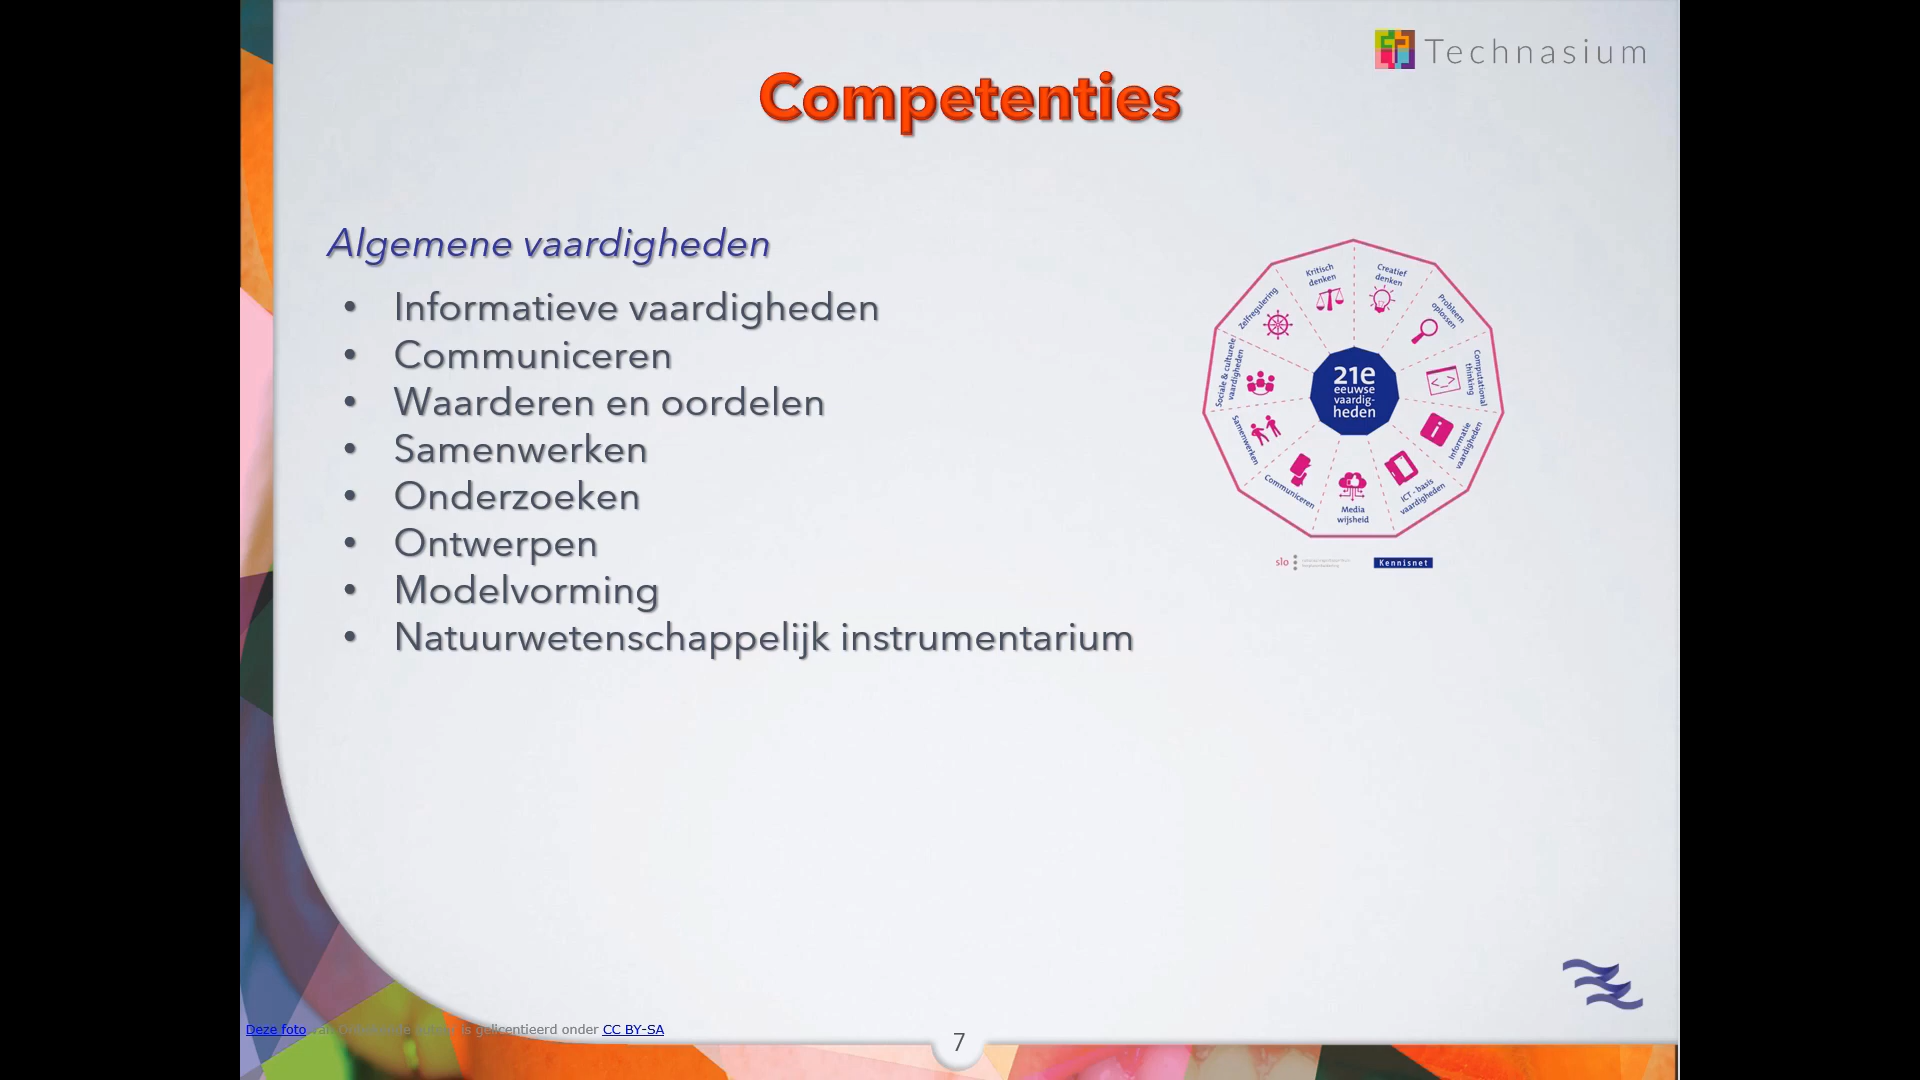 Technasium
Competenties
Algemene vaardigheden
• Informatieve vaardigheden
• Communiceren
• Waarderen en oordelen
• Samenwerken
• Onderzoeken
• Ontwerpen
• Modelvorming
• Natuurwetenschappelijk instrumentarium
Kritisch
denken
Creatief
denken
Probleem
oplossen
Computational
thinking
Informatie
vaardigheden
ICT - basis
vaardigheden
Media
wijsheid
Communiceren
Samenwerken
Sociale & culturele
vaardigheden
Zelfregulering
21e
eeuwse
vaardig-
heden
slo
Kennisnet
Deze foto van is gelicentieerd onder CC BY-SA
7